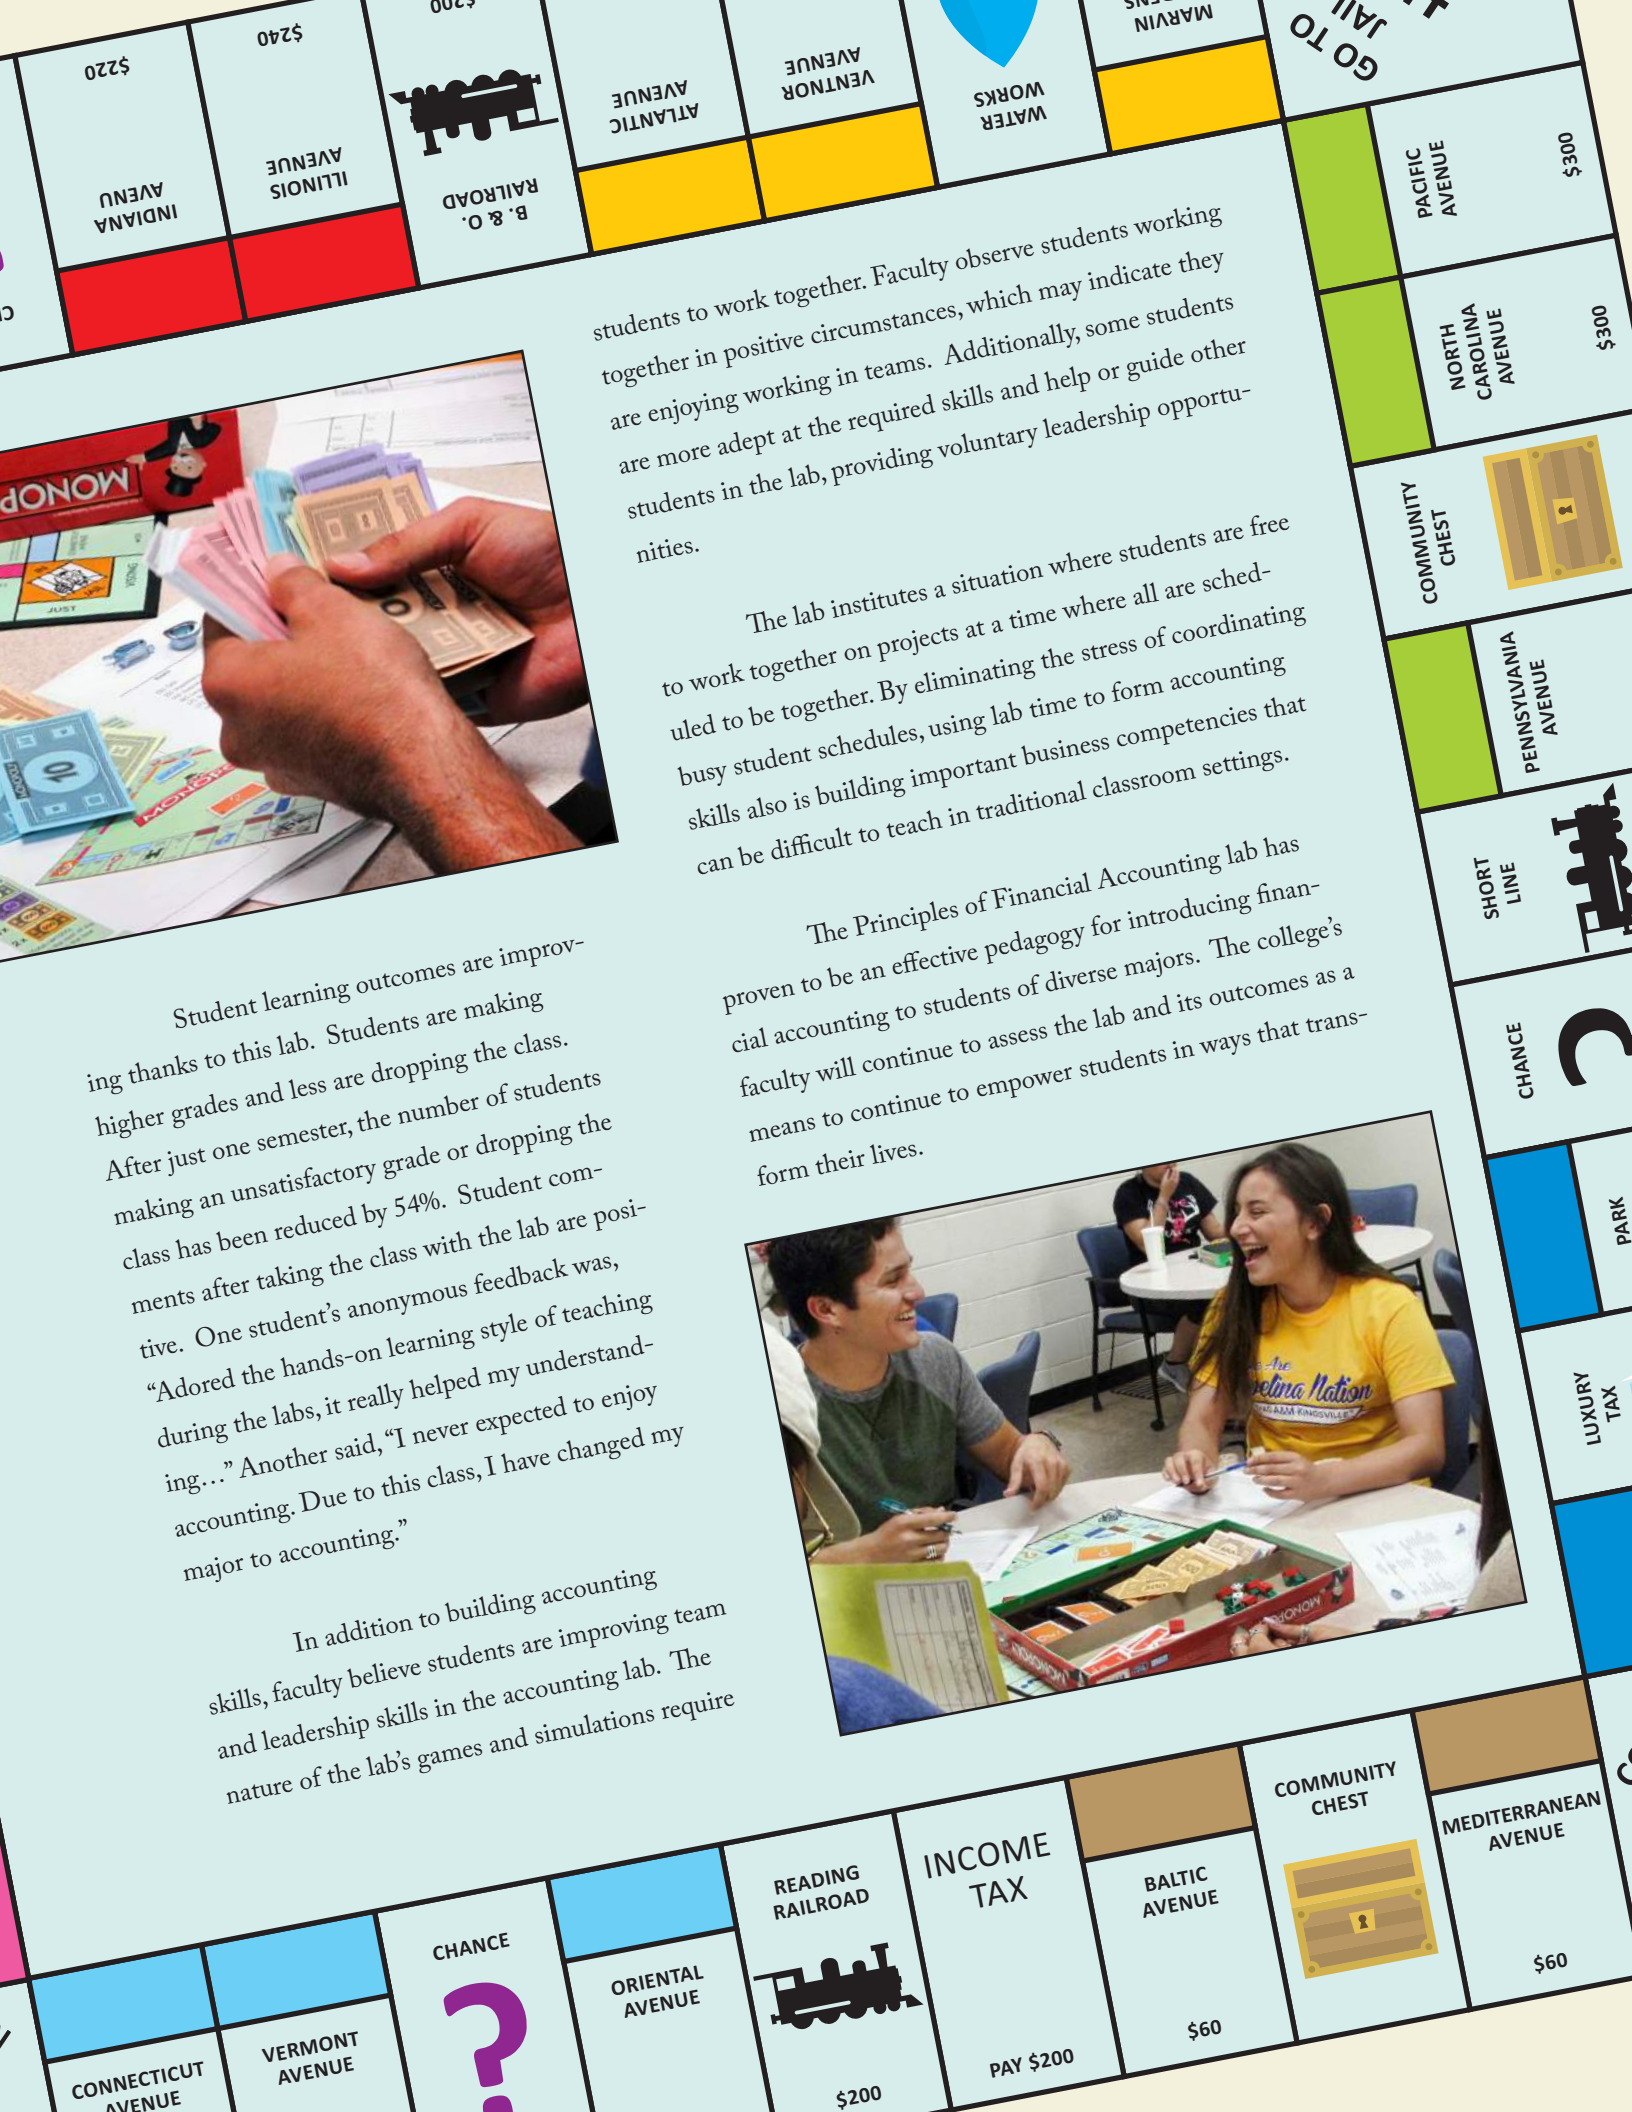 $220
INDIANA
AVENU
$240
ILLINOIS
AVENUE
$200
B. & O.
RAILROAD
ATLANTIC
AVENUE
VENTNOR
AVENUE
WATER
WORKS
MARVIN
GO TO
JAIL
PACIFIC
AVENUE
$300
NORTH
CAROLINA
AVENUE
$300
COMMUNITY
CHEST
PENNSYLVANIA
AVENUE
SHORT
LINE
CHANCE
PARK
LUXURY
TAX
MONOPO
JUST
VISITING
10
MONOPO
Student learning outcomes are improv-
ing thanks to this lab. Students are making
higher grades and less are dropping the class.
After just one semester, the number of students
making an unsatisfactory grade or dropping the
class has been reduced by 54%. Student com-
ments after taking the class with the lab are posi-
tive. One student’s anonymous feedback was,
“Adored the hands-on learning style of teaching
during the labs, it really helped my understand-
ing…” Another said, “I never expected to enjoy
accounting. Due to this class, I have changed my
major to accounting.”
In addition to building accounting
skills, faculty believe students are improving team
and leadership skills in the accounting lab. The
nature of the lab’s games and simulations require
students to work together. Faculty observe students working
together in positive circumstances, which may indicate they
are enjoying working in teams. Additionally, some students
are more adept at the required skills and help or guide other
students in the lab, providing voluntary leadership opportu-
nities.
The lab institutes a situation where students are free
to work together on projects at a time where all are sched-
uled to be together. By eliminating the stress of coordinating
busy student schedules, using lab time to form accounting
skills also is building important business competencies that
can be difficult to teach in traditional classroom settings.
The Principles of Financial Accounting lab has
proven to be an effective pedagogy for introducing finan-
cial accounting to students of diverse majors. The college’s
faculty will continue to assess the lab and its outcomes as a
means to continue to empower students in ways that trans-
form their lives.
Are
elina Nation
A&M-KINGSVILLE
MONOPOLY
MONOPOLY
CONNECTICUT
AVENUE
VERMONT
AVENUE
CHANCE
?
ORIENTAL
AVENUE
READING
RAILROAD
$200
INCOME
TAX
PAY $200
BALTIC
AVENUE
$60
COMMUNITY
CHEST
MEDITERRANEAN
AVENUE
$60